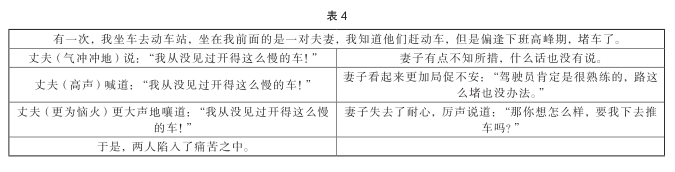 表 4
有一次，我坐车去动车站，坐在我前面的是一对夫妻，我知道他们赶动车，但是偏逢下班高峰期，堵车了。
丈夫（气冲冲地）说：“我从没见过开得这么慢的车！”
妻子有点不知所措，什么话也没有说。
丈夫（高声）喊道：“我从没见过开得这么慢的车！”
妻子看起来更加局促不安：“驾驶员肯定是很熟练的，路这
么堵也没办法。”
丈夫（更为恼火）更大声地嚷道：“我从没见过开得这么慢
的车！”
妻子失去了耐心，厉声说道：“那你想怎么样，要我下去推
车吗？”
于是，两人陷入了痛苦之中。